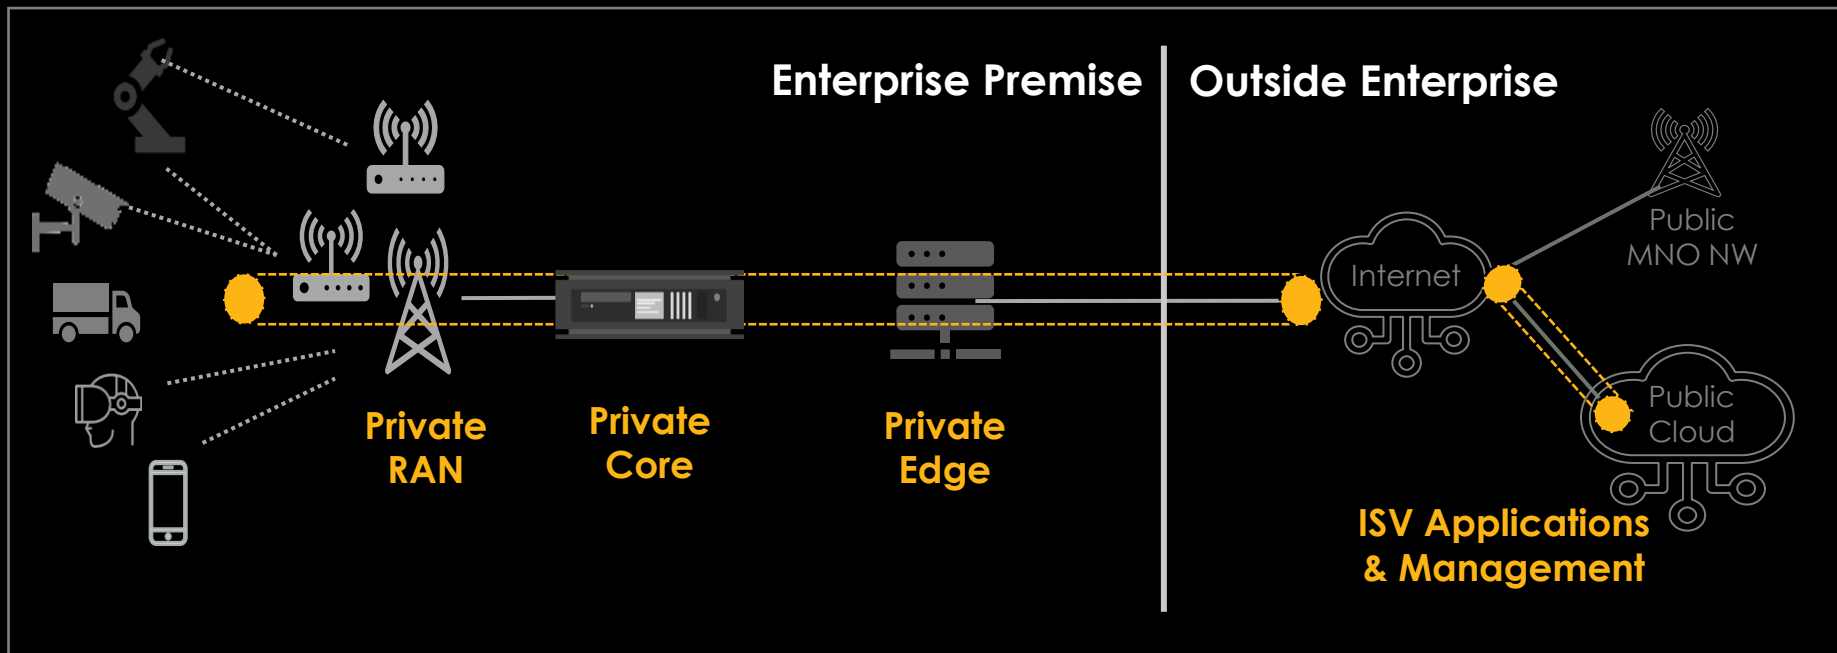 Enterprise Premise
Outside Enterprise
Public
MNO NW
Internet
Public
Cloud
Private
RAN
Private
Core
Private
Edge
ISV Applications
& Management